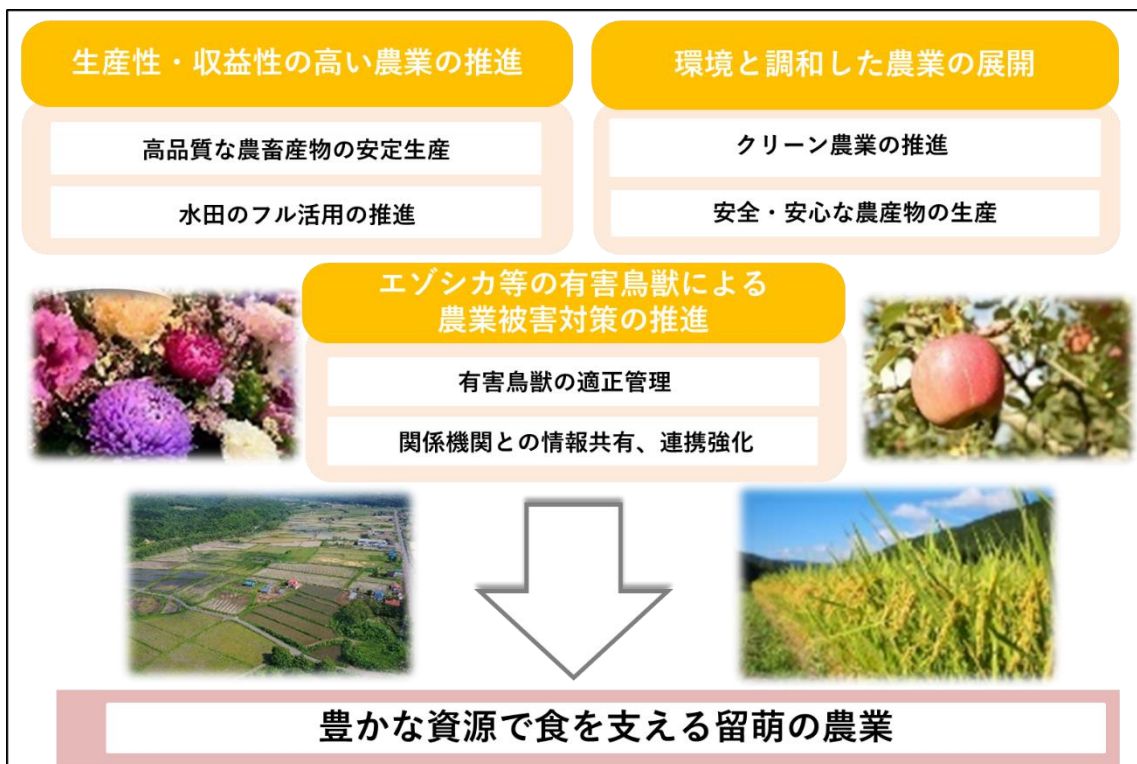 生産性・収益性の高い農業の推進
高品質な農畜産物の安定生産
水田のフル活用の推進
環境と調和した農業の展開
クリーン農業の推進
安全・安心な農産物の生産
エゾシカ等の有害鳥獣による
農業被害対策の推進
有害鳥獣の適正管理
関係機関との情報共有、連携強化
豊かな資源で食を支える留萌の農業